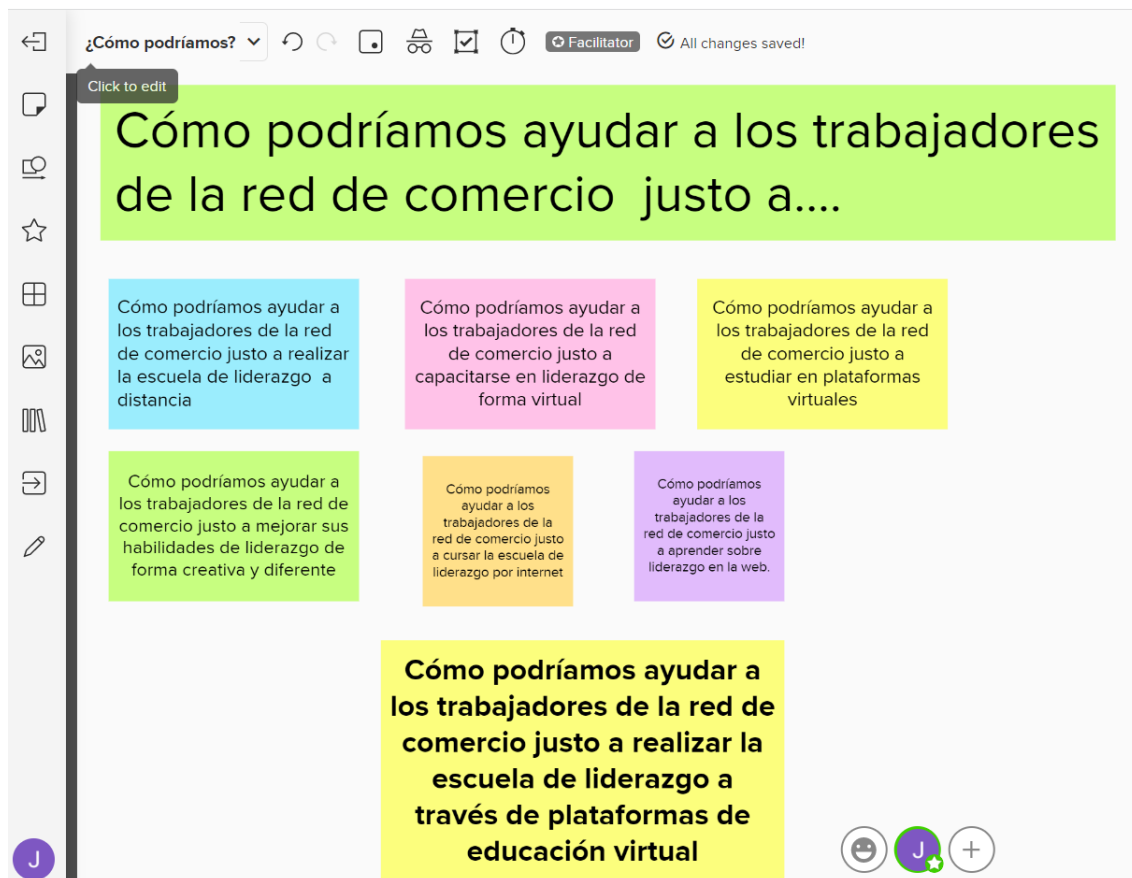 ¿Cómo podríamos?
Facilitator
All changes saved!
Click to edit
Cómo podríamos ayudar a los trabajadores
de la red de comercio  justo a....
Cómo podríamos ayudar a
los trabajadores de la red
de comercio justo a realizar
la escuela de liderazgo  a
distancia
Cómo podríamos ayudar a
los trabajadores de la red
de comercio justo a
capacitarse en liderazgo de
forma virtual
Cómo podríamos ayudar a
los trabajadores de la red
de comercio justo a
estudiar en plataformas
virtuales
Cómo podríamos ayudar a
los trabajadores de la red de
comercio justo a mejorar sus
habilidades de liderazgo de
forma creativa y diferente
Cómo podríamos
ayudar a los
trabajadores de la
red de comercio justo
a cursar la escuela de
liderazgo por internet
Cómo podríamos
ayudar a los
trabajadores de la
red de comercio justo
a aprender sobre
liderazgo en la web.
Cómo podríamos ayudar a
los trabajadores de la red de
comercio justo a realizar la
escuela de liderazgo a
través de plataformas de
educación virtual
J
J